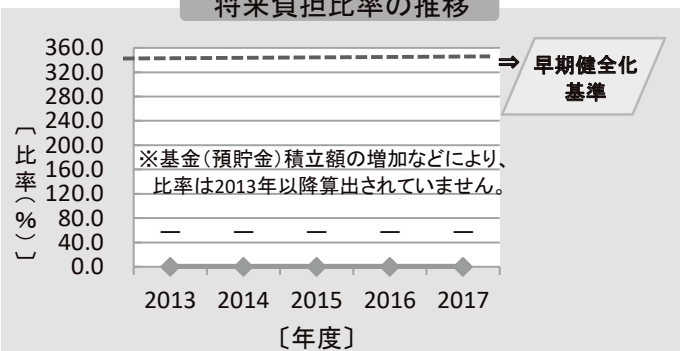 将来負担比率の推移
360.0
320.0
280.0
240.0
200.0
160.0
120.0
80.0
40.0
0.0
〔比率(%)〕
⇒ 早期健全化
基準
※基金(預貯金)積立額の増加などにより、
比率は2013年以降算出されていません。
― ― ― ― ―
2013 2014 2015 2016 2017
〔年度〕